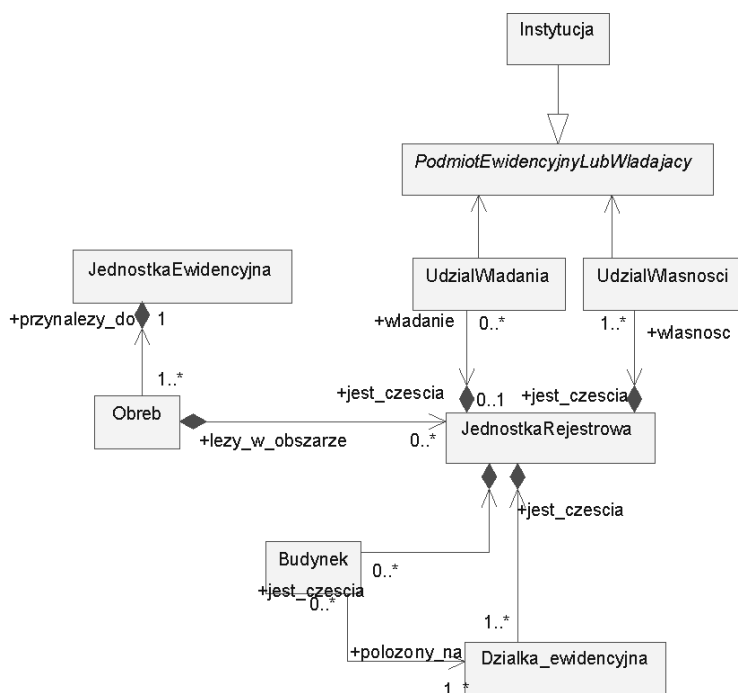 Instytucja
PodmiotEwidencyjnyLubWladajacy
JednostkaEwidencyjna
UdzialWladania
UdzialWlasnosci
+przynalezy_do
1
+wladanie
0..*
1..*
+wlasnosc
1..*
+jest_czescia
0..1
+jest_czescia
Obreb
+lezy_w_obszarze
0..*
JednostkaRejestrowa
+jest_czescia
Budynek
0..*
+jest_czescia
0..*
1..*
+polozony_na
Dzialka_ewidencyjna
1..*